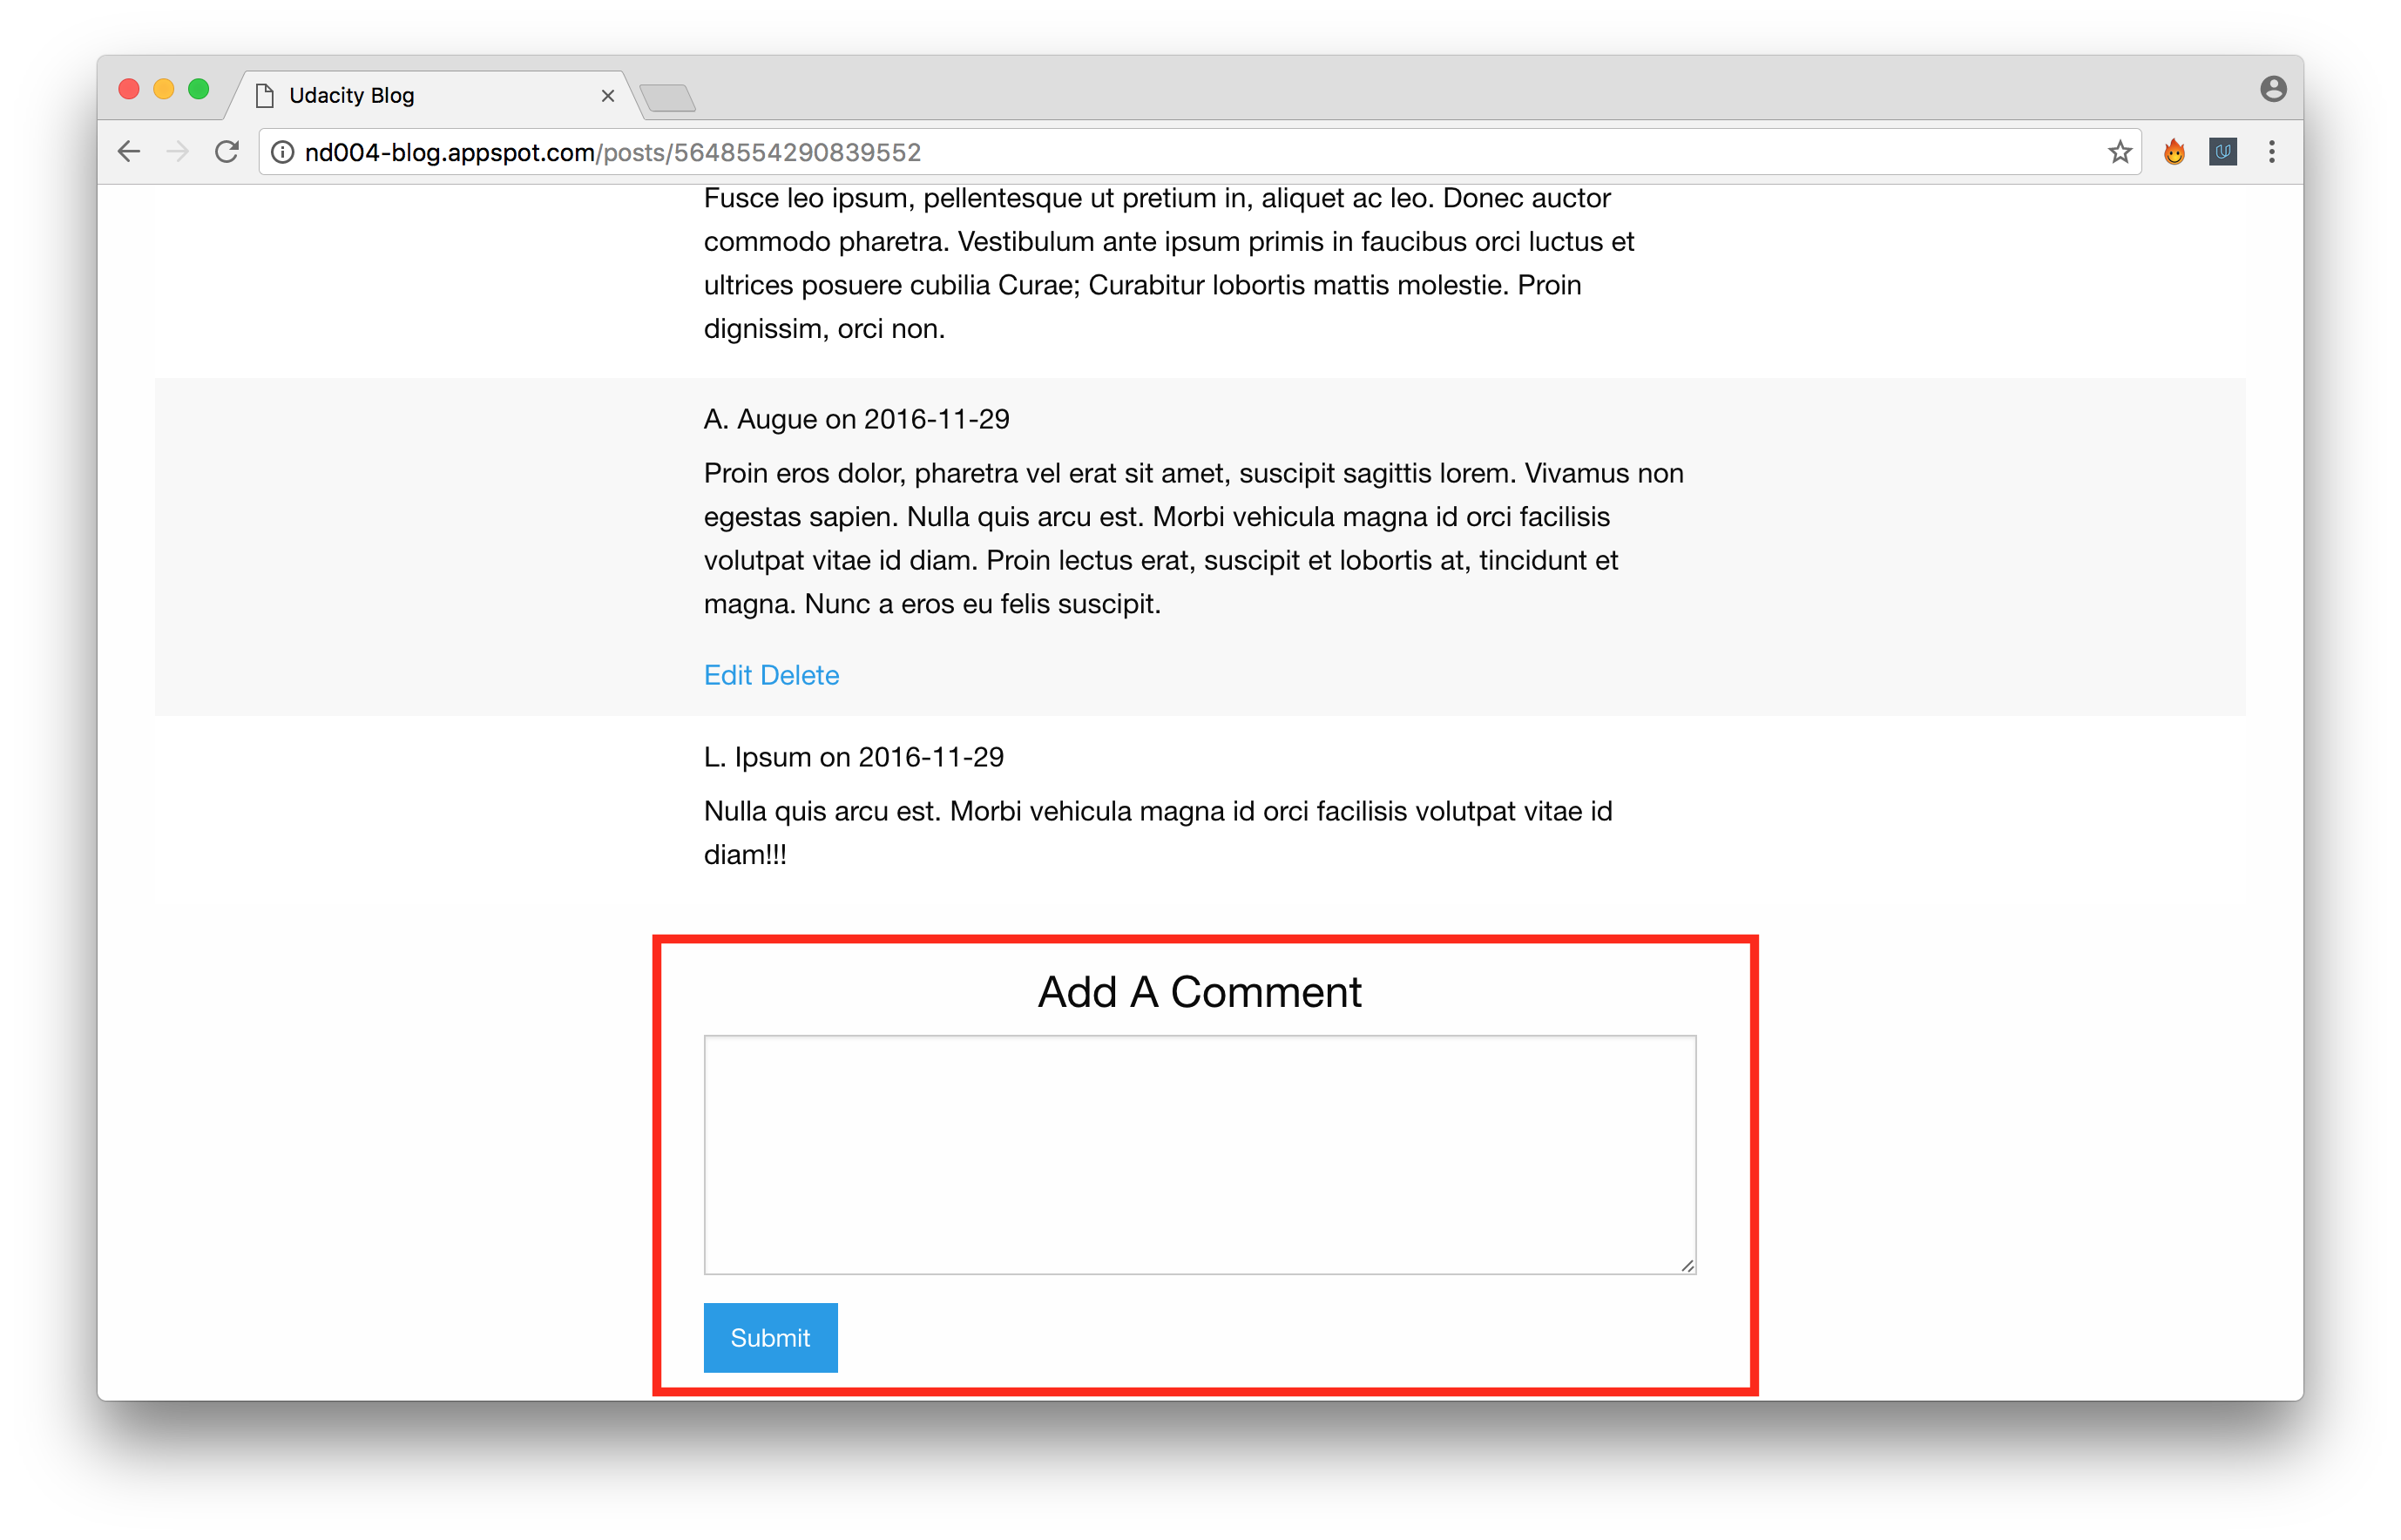 Udacity Blog
nd004-blog.appspot.com/posts/5648554290839552
Fusce leo ipsum, pellentesque ut pretium in, aliquet ac leo. Donec auctor
commodo pharetra. Vestibulum ante ipsum primis in faucibus orci luctus et
ultrices posuere cubilia Curae; Curabitur lobortis mattis molestie. Proin
dignissim, orci non.
A. Augue on 2016-11-29
Proin eros dolor, pharetra vel erat sit amet, suscipit sagittis lorem. Vivamus non
egestas sapien. Nulla quis arcu est. Morbi vehicula magna id orci facilisis
volutpat vitae id diam. Proin lectus erat, suscipit et lobortis at, tincidunt et
magna. Nunc a eros eu felis suscipit.
Edit Delete
L. Ipsum on 2016-11-29
Nulla quis arcu est. Morbi vehicula magna id orci facilisis volutpat vitae id
diam!!!
Add A Comment
Submit